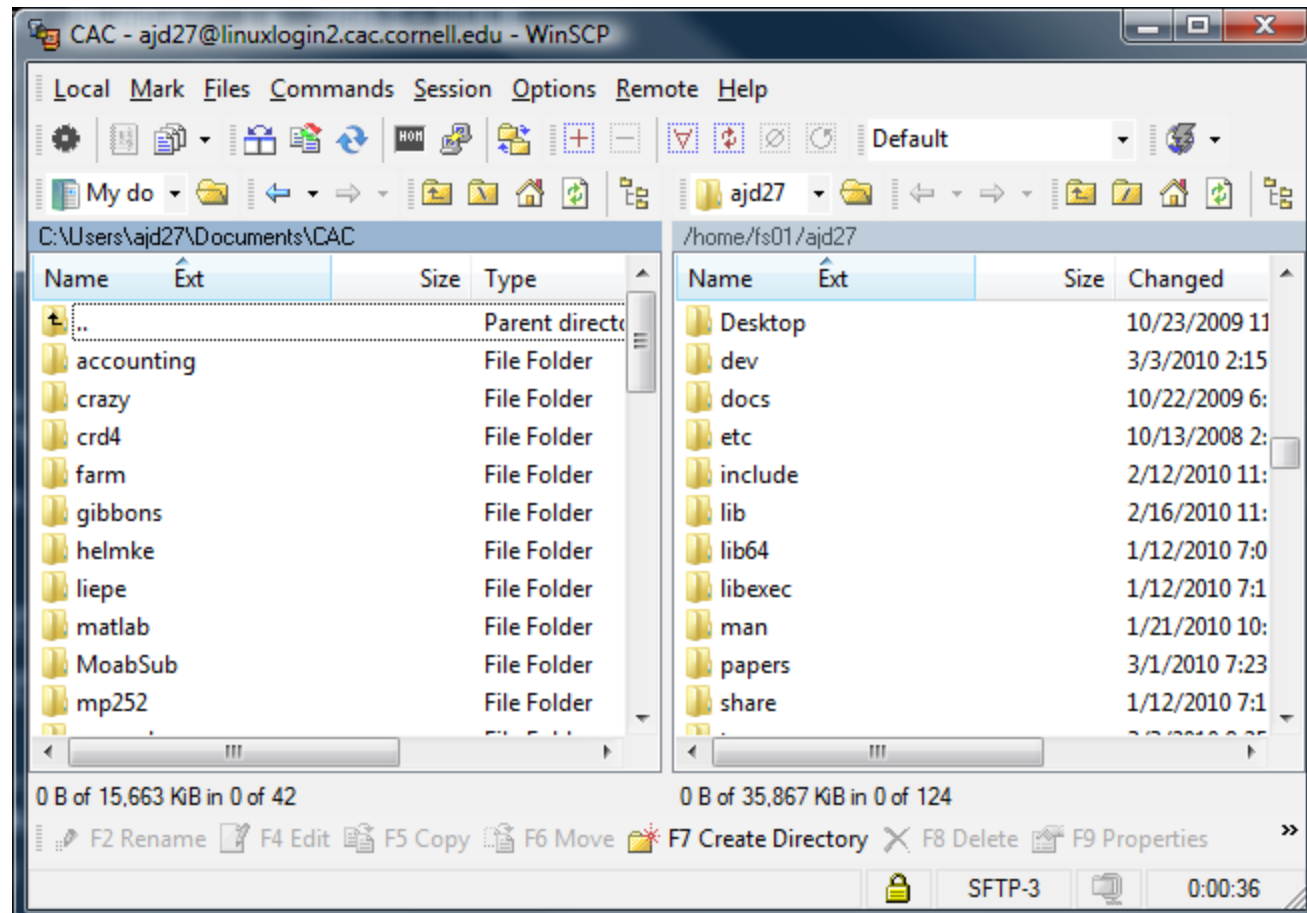 CAC - ajd27@linuxlogin2.cac.cornell.edu - WinSCP
Local Mark Files Commands Session Options Remote Help
Default
My do
ajd27
C:\Users\ajd27\Documents\CAC
/home/fs01/ajd27
Name Ext Size Type
Name Ext Size Changed
.. Parent directo
accounting File Folder
crazy File Folder
crd4 File Folder
farm File Folder
gibbons File Folder
helmke File Folder
liepe File Folder
matlab File Folder
MoabSub File Folder
mp252 File Folder
Desktop 10/23/2009 11
dev 3/3/2010 2:15
docs 10/22/2009 6:
etc 10/13/2008 2:
include 2/12/2010 11:
lib 2/16/2010 11:
lib64 1/12/2010 7:0
libexec 1/12/2010 7:1
man 1/21/2010 10:
papers 3/1/2010 7:23
share 1/12/2010 7:1
0 B of 15,663 KiB in 0 of 42
0 B of 35,867 KiB in 0 of 124
F2 Rename F4 Edit F5 Copy F6 Move F7 Create Directory F8 Delete F9 Properties »
SFTP-3 0:00:36